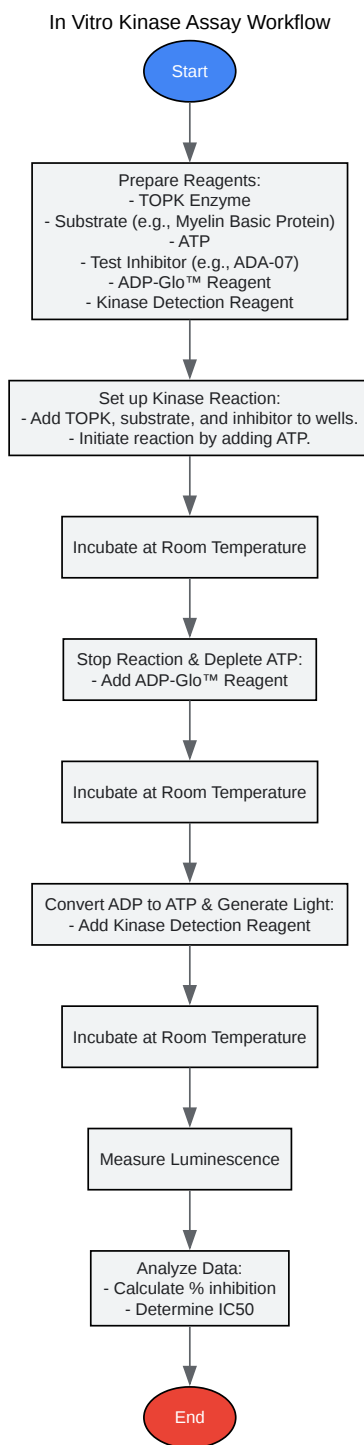 In Vitro Kinase Assay Workflow
Start
Prepare Reagents:
- TOPK Enzyme
- Substrate (e.g., Myelin Basic Protein)
- ATP
- Test Inhibitor (e.g., ADA-07)
- ADP-Glo™ Reagent
- Kinase Detection Reagent
Set up Kinase Reaction:
- Add TOPK, substrate, and inhibitor to wells.
- Initiate reaction by adding ATP.
Incubate at Room Temperature
Stop Reaction & Deplete ATP:
- Add ADP-Glo™ Reagent
Incubate at Room Temperature
Convert ADP to ATP & Generate Light:
- Add Kinase Detection Reagent
Incubate at Room Temperature
Measure Luminescence
Analyze Data:
- Calculate % inhibition
- Determine IC50
End